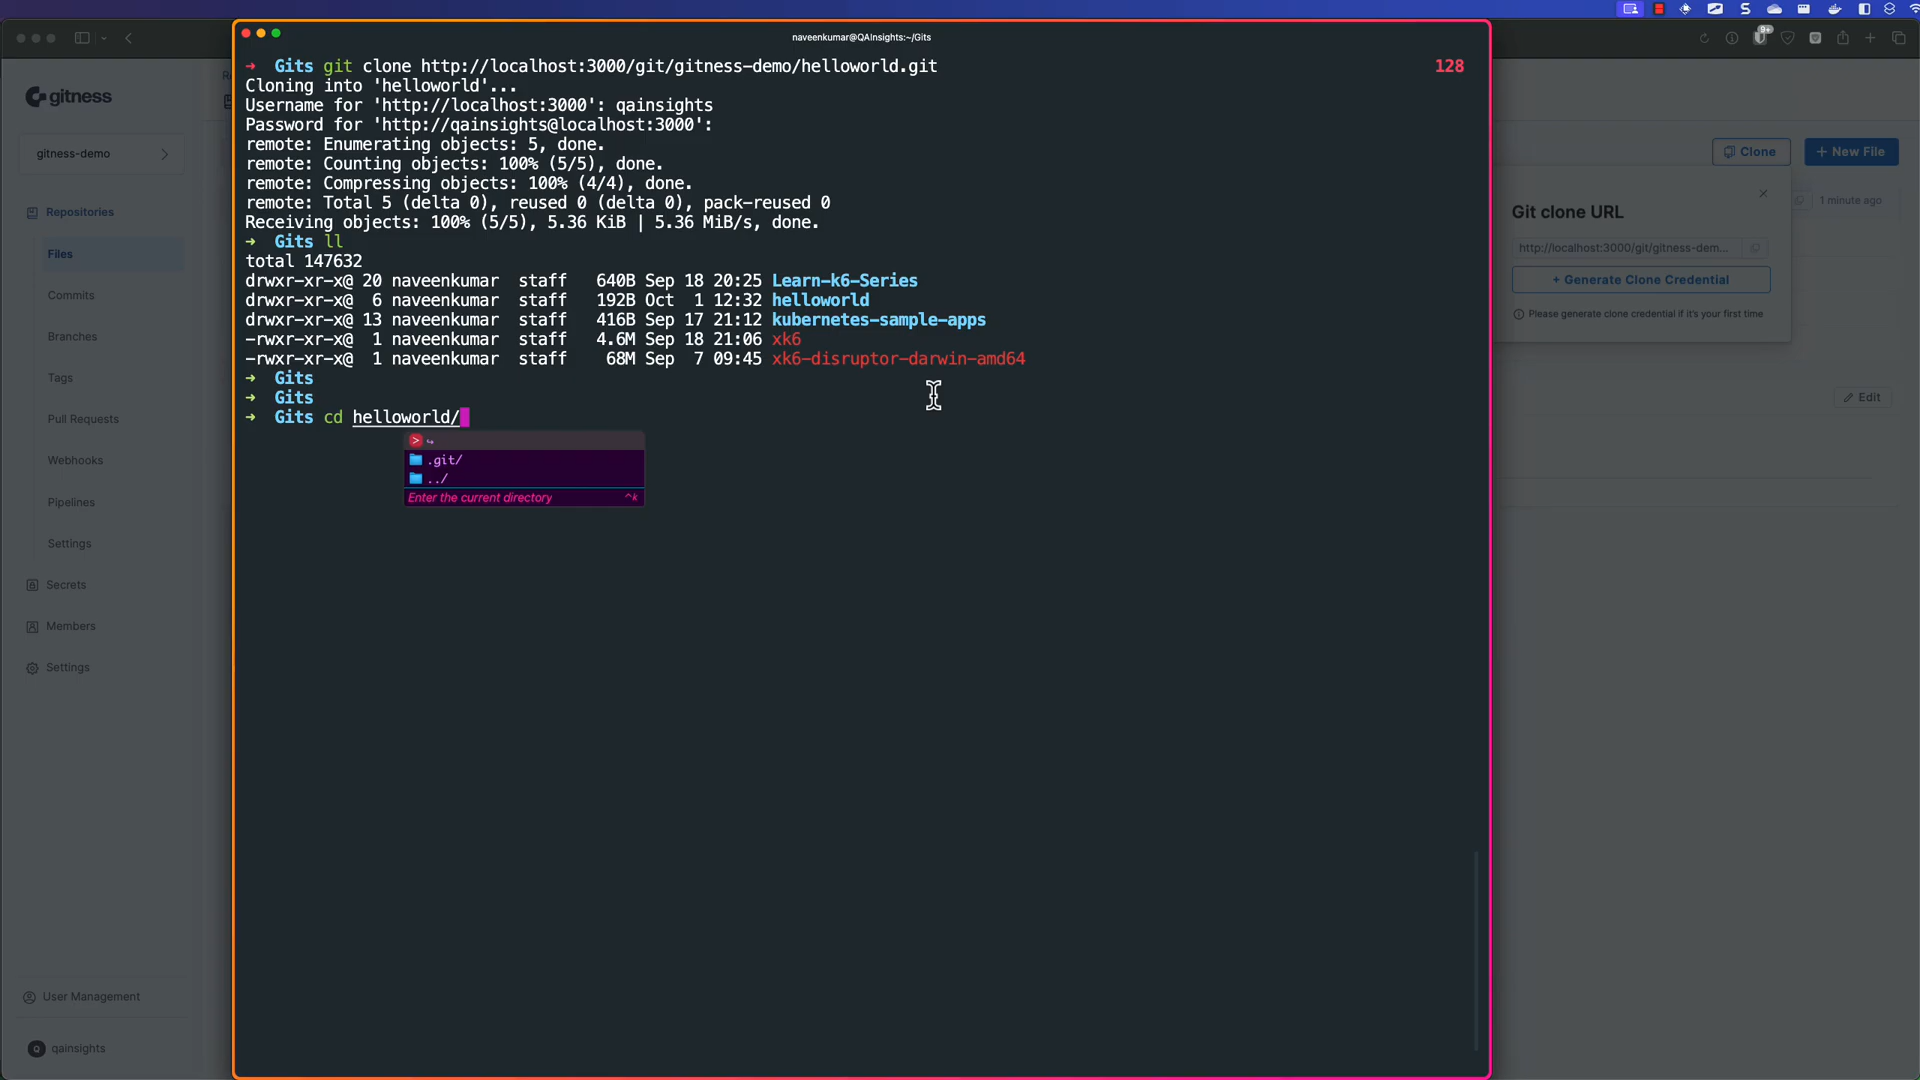 naveenkumar@QAInsights:~/Gits
➜ Gits git clone http://localhost:3000/git/gitness-demo/helloworld.git 128
Cloning into 'helloworld'...
Username for 'http://localhost:3000': qainsights
Password for 'http://qainsights@localhost:3000':
remote: Enumerating objects: 5, done.
remote: Counting objects: 100% (5/5), done.
remote: Compressing objects: 100% (4/4), done.
remote: Total 5 (delta 0), reused 0 (delta 0), pack-reused 0
Receiving objects: 100% (5/5), 5.36 KiB | 5.36 MiB/s, done.
➜ Gits ll
total 147632
drwxr-xr-x@ 20 naveenkumar staff 640B Sep 18 20:25 Learn-k6-Series
drwxr-xr-x@ 6 naveenkumar staff 192B Oct 1 12:32 helloworld
drwxr-xr-x@ 13 naveenkumar staff 416B Sep 17 21:12 kubernetes-sample-apps
-rwxr-xr-x@ 1 naveenkumar staff 4.6M Sep 18 21:06 xk6
-rwxr-xr-x@ 1 naveenkumar staff 68M Sep 7 09:45 xk6-disruptor-darwin-amd64
➜ Gits
➜ Gits
➜ Gits cd helloworld/
.git/
../
Enter the current directory ^k
gitness
gitness-demo
Repositories
Files
Commits
Branches
Tags
Pull Requests
Webhooks
Pipelines
Settings
Secrets
Members
Settings
User Management
Q qainsights
9+
Clone
+ New File
Git clone URL
1 minute ago
http://localhost:3000/git/gitness-dem...
+ Generate Clone Credential
Please generate clone credential if it's your first time
Edit